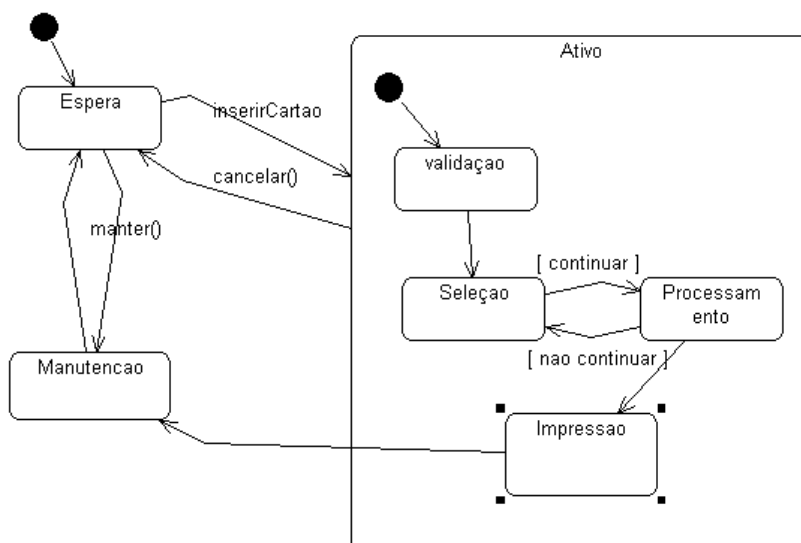 Ativo
Espera
inserirCartao
validaçao
cancelar()
manter()
[ continuar ]
Seleçao
Processam
ento
[ nao continuar ]
Manutencao
Impressao